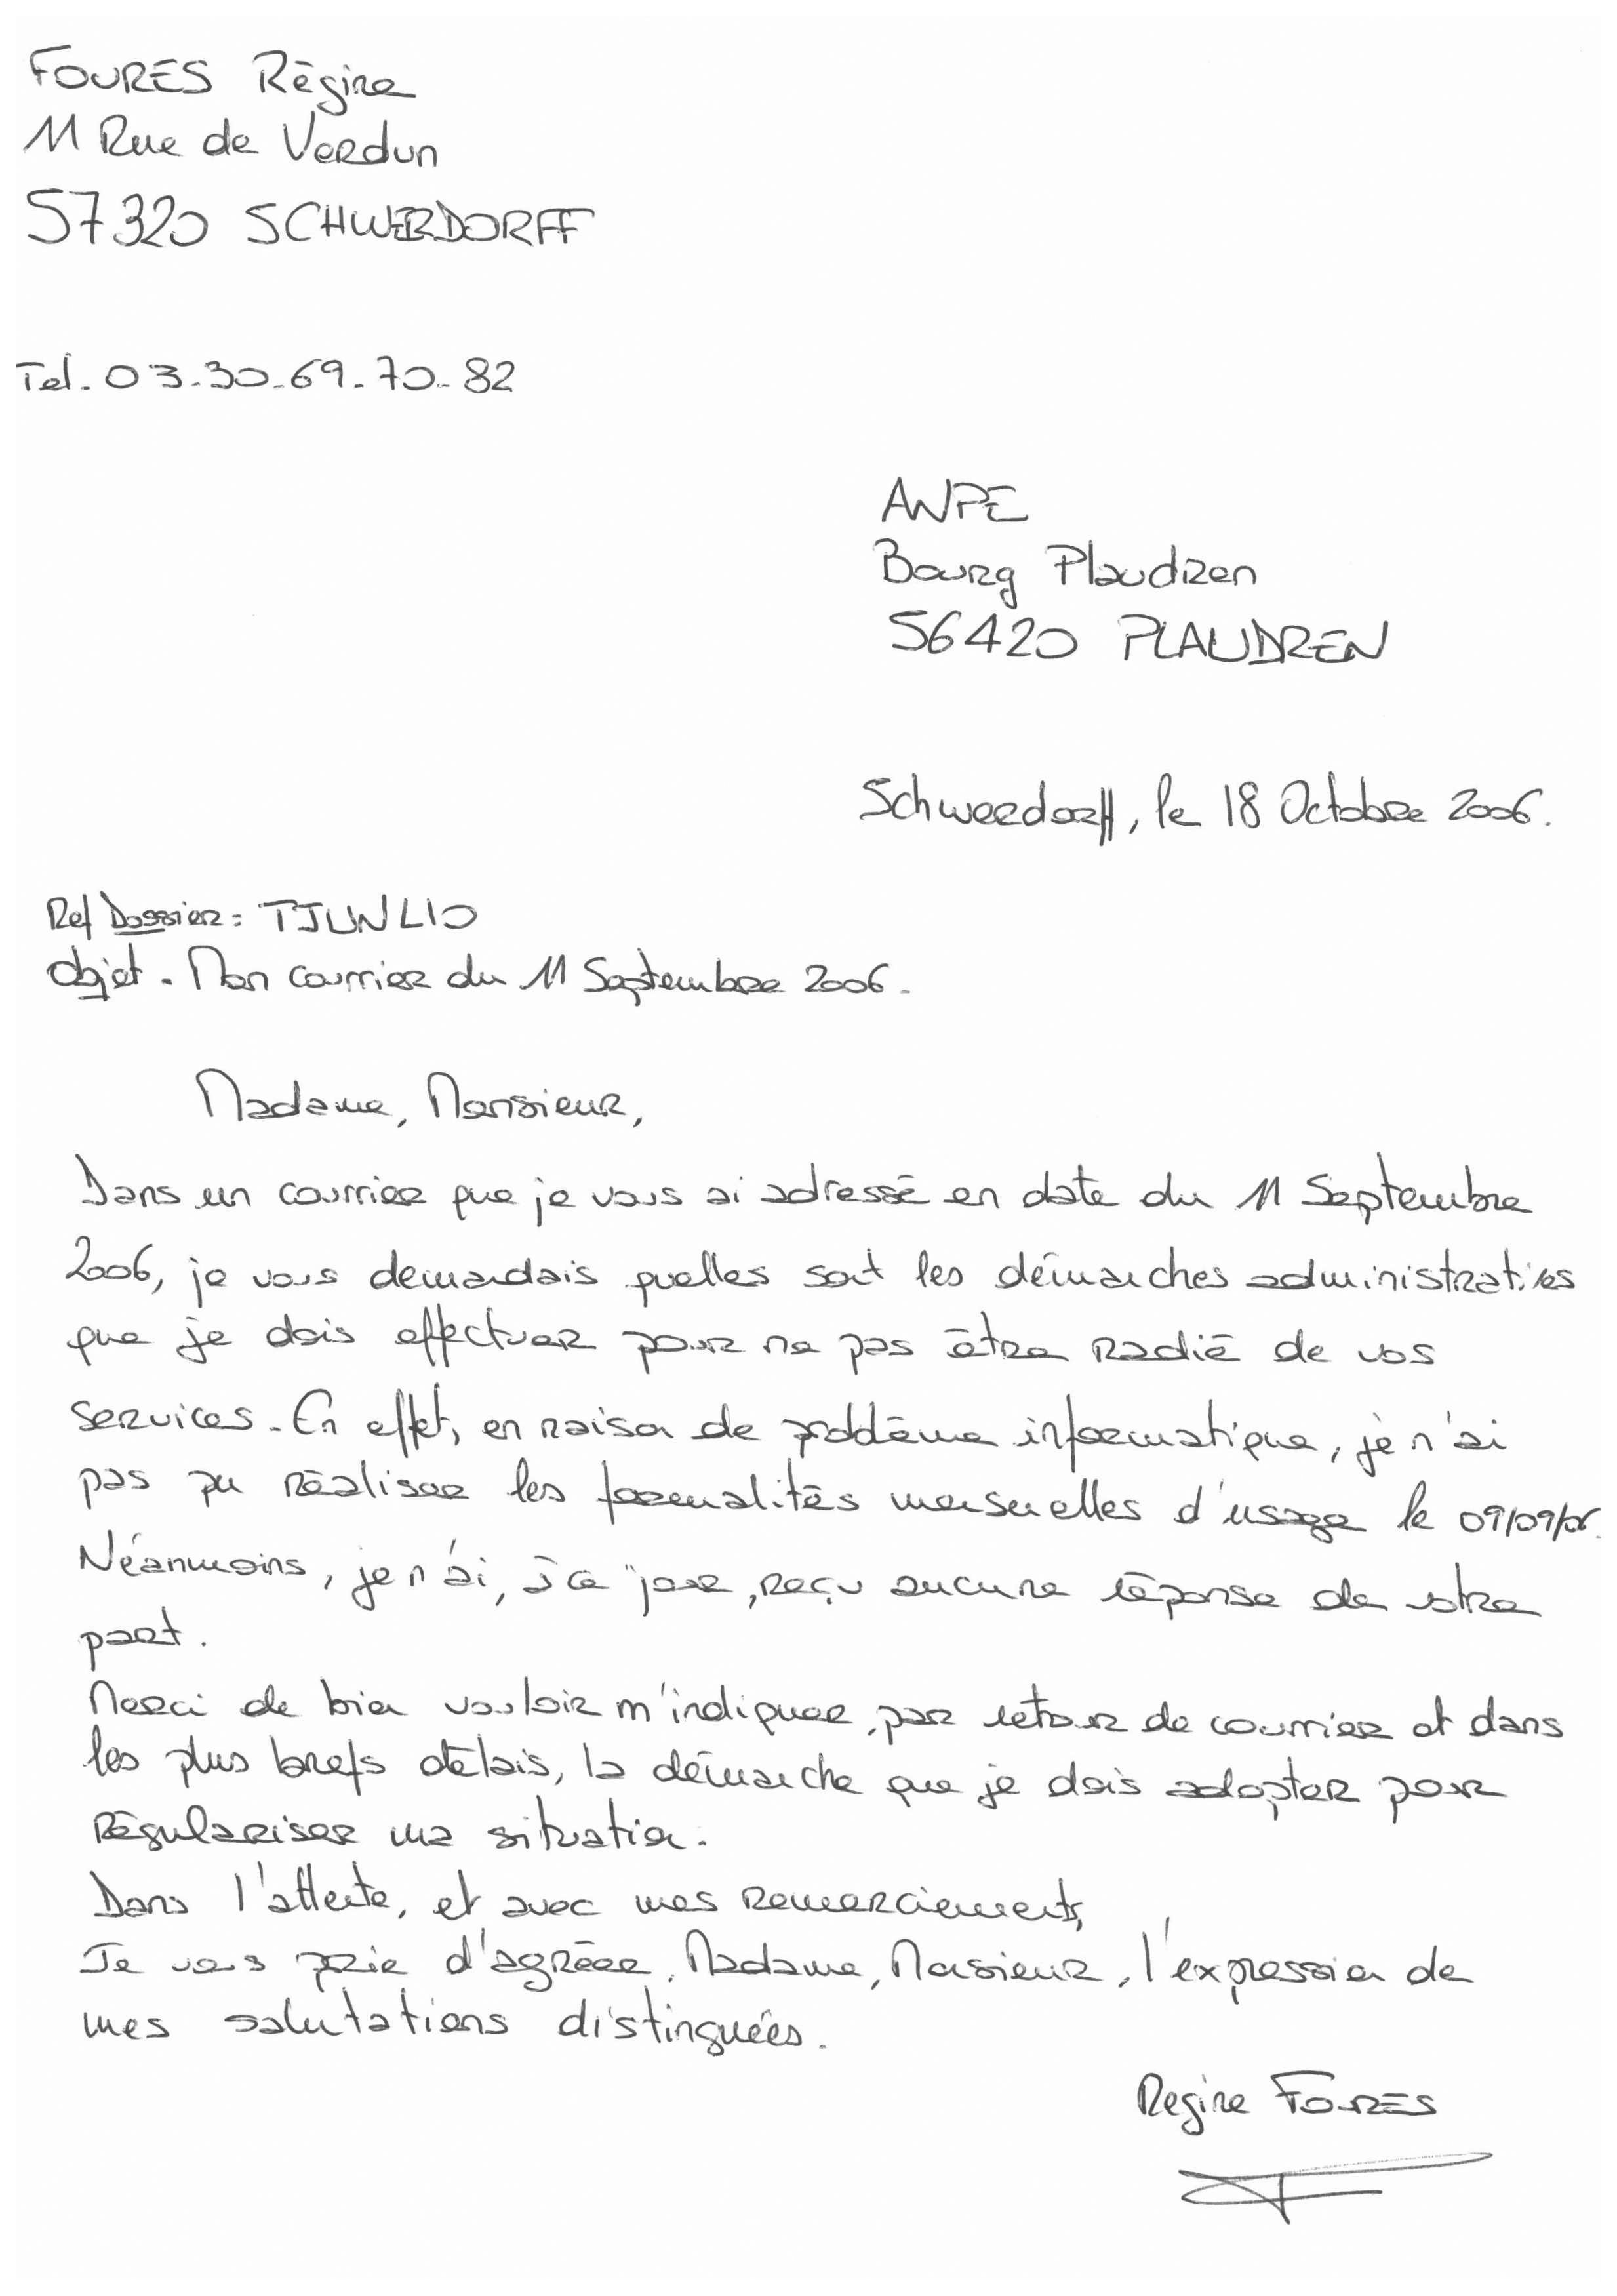 FOURES Régine
11 Rue de Verdun
57320 SCHWERDORFF
Tel. 03.30.69.70.82
ANPE
Bourg Plaudren
56420 PLAUDREN
Schweerdorff, le 18 Octobre 2006.
Ref Dossier : TJUNL10
Objet. Mon courrier du 11 Septembre 2006.
Madame, Monsieur,
Dans un courrier que je vous ai adressé en date du 11 Septembre
2006, je vous demandais quelles sont les démarches administratives
que je dois effectuer pour ne pas être radié de vos
services. En effet, en raison de problème informatique, je n'ai
pas pu réaliser les formalités mensuelles d'usage le 09/09/06.
Néanmoins, je n'ai, à ce jour, reçu aucune réponse de votre
part.
Merci de bien vouloir m'indiquer, par retour de courrier et dans
les plus brefs délais, la démarche que je dois adopter pour
régulariser ma situation.
Dans l'attente, et avec mes remerciements,
Je vous prie d'agréer, Madame, Monsieur, l'expression de
mes salutations distinguées.
Regine FOURES